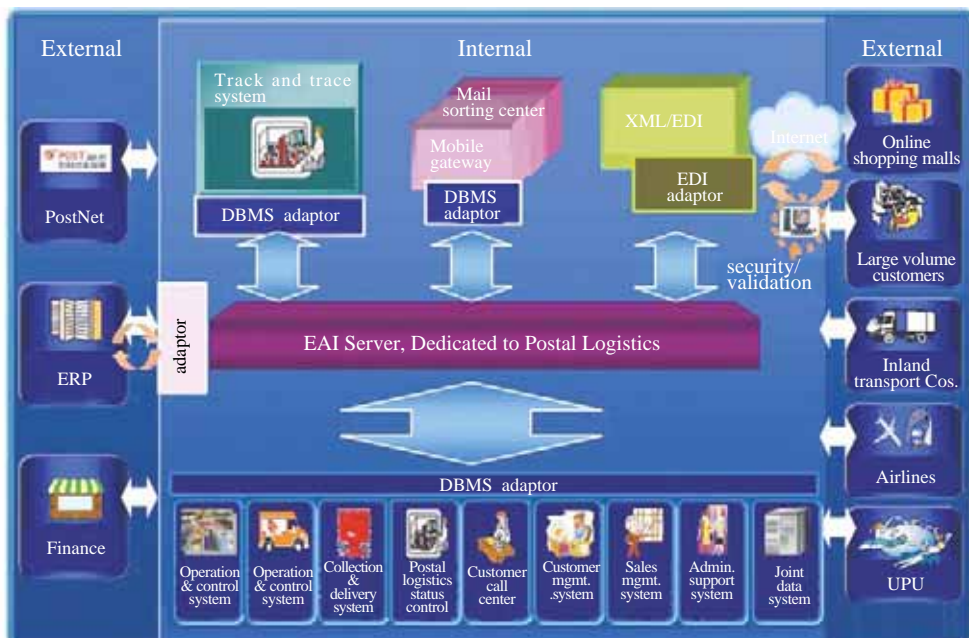 External
Internal
External
PostNet
POST
ERP
Finance
Track and trace
system
DBMS adaptor
Mail
sorting center
Mobile
gateway
DBMS
adaptor
XML/EDI
EDI
adaptor
Internet
security/
validation
adaptor
EAI Server, Dedicated to Postal Logistics
Online
shopping malls
Large volume
customers
Inland
transport Cos.
Airlines
UPU
DBMS adaptor
Operation
& control
system
Operation
& control
system
Collection
&
delivery
system
Postal
logistics
status
control
Customer
call
center
Customer
mgmt.
.system
Sales
mgmt.
system
Admin.
support
system
Joint
data
system